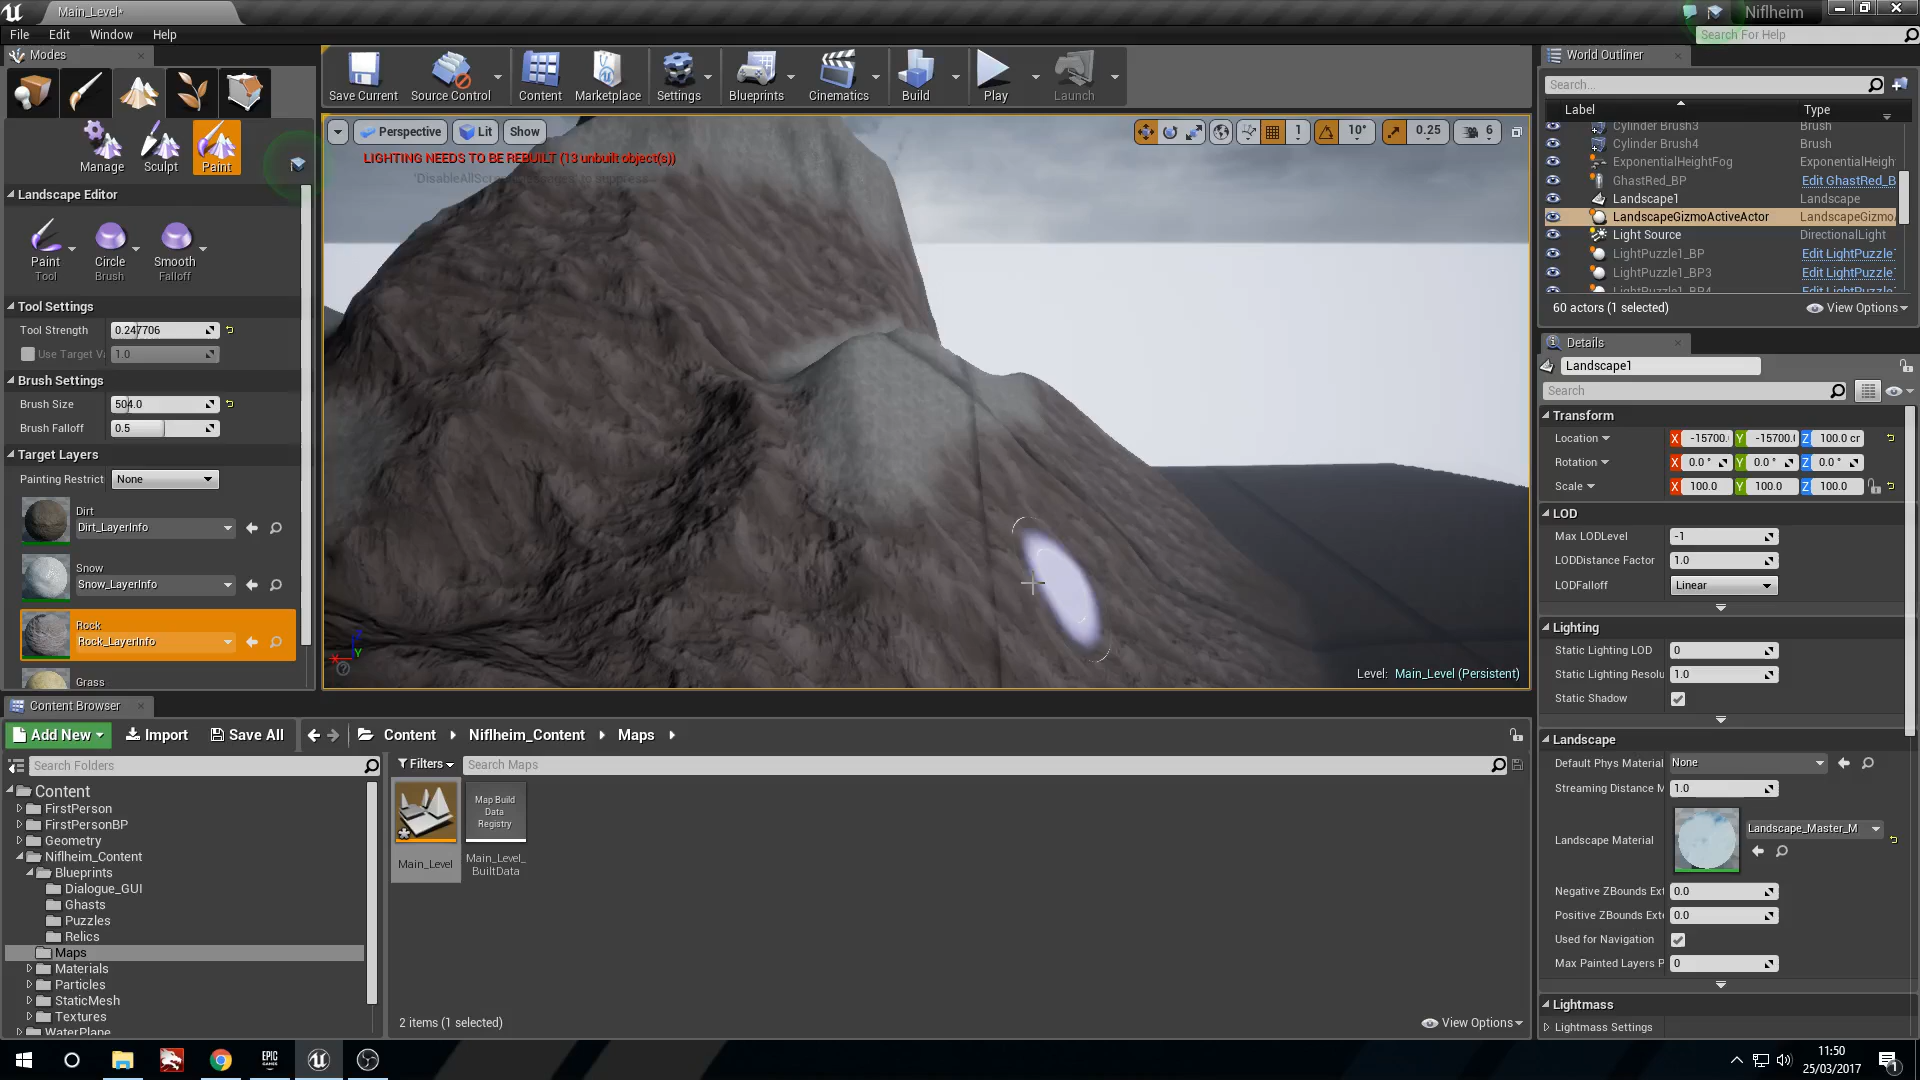 Main_Level*
Niflheim
File Edit Window Help
Search For Help
Modes
Manage Sculpt Paint
Landscape Editor
Paint Circle Smooth
Tool Brush Falloff
Tool Settings
Tool Strength 0.247706
Use Target V 1.0
Brush Settings
Brush Size 504.0
Brush Falloff 0.5
Target Layers
Painting Restrict None
Dirt
Dirt_LayerInfo
Snow
Snow_LayerInfo
Rock
Rock_LayerInfo
Grass
Save Current Source Control Content Marketplace Settings Blueprints Cinematics Build Play Launch
Perspective Lit Show
1 10° 0.25 6
LIGHTING NEEDS TO BE REBUILT (13 unbuilt object(s))
Level: Main_Level (Persistent)
World Outliner
Search...
Label Type
Cylinder Brush3 Brush
Cylinder Brush4 Brush
ExponentialHeightFog ExponentialHeigh
GhastRed_BP Edit GhastRed_B
Landscape1 Landscape
LandscapeGizmoActiveActor LandscapeGizmo
Light Source DirectionalLight
LightPuzzle1_BP Edit LightPuzzle
LightPuzzle1_BP3 Edit LightPuzzle
LightPuzzle1_BP4 Edit LightPuzzle
60 actors (1 selected) View Options
Details
Landscape1
Search
Transform
Location X -15700. Y -15700. Z 100.0 cr
Rotation X 0.0 ° Y 0.0 ° Z 0.0 °
Scale X 100.0 Y 100.0 Z 100.0
LOD
Max LODLevel -1
LODDistance Factor 1.0
LODFalloff Linear
Lighting
Static Lighting LOD 0
Static Lighting Resolu 1.0
Static Shadow
Landscape
Default Phys Material None
Streaming Distance M 1.0
Landscape Material Landscape_Master_M
Negative ZBounds Ext 0.0
Positive ZBounds Exte 0.0
Used for Navigation
Max Painted Layers P 0
Lightmass
Lightmass Settings
Content Browser
Add New Import Save All Content Niflheim_Content Maps
Search Folders
Filters Search Maps
Content
FirstPerson
FirstPersonBP
Geometry
Niflheim_Content
Blueprints
Dialogue_GUI
Ghasts
Puzzles
Relics
Maps
Materials
Particles
StaticMesh
Textures
WaterPlane
Map Build
Data
Registry
Main_Level
Main_Level_
BuiltData
2 items (1 selected) View Options
EPIC
GAMES
11:50
25/03/2017
1